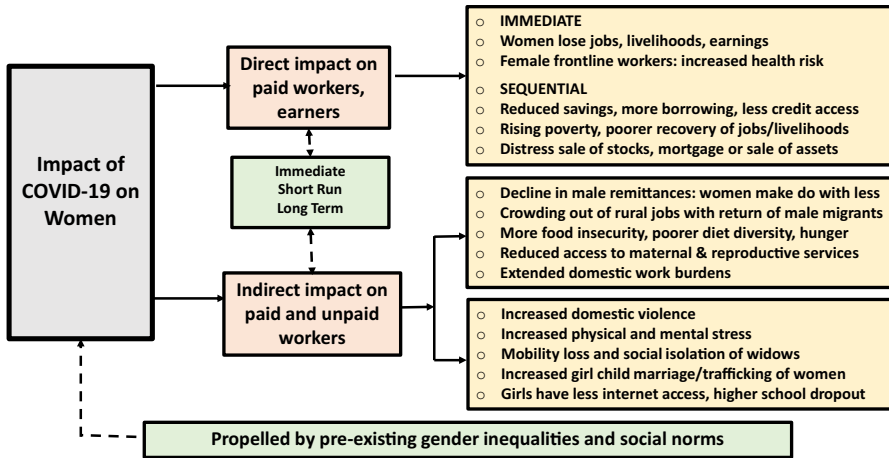 Impact of
COVID-19 on
Women
Direct impact on
paid workers,
earners
Immediate
Short Run
Long Term
Indirect impact on
paid and unpaid
workers
o IMMEDIATE
o Women lose jobs, livelihoods, earnings
o Female frontline workers: increased health risk
o SEQUENTIAL
o Reduced savings, more borrowing, less credit access
o Rising poverty, poorer recovery of jobs/livelihoods
o Distress sale of stocks, mortgage or sale of assets
o Decline in male remittances: women make do with less
o Crowding out of rural jobs with return of male migrants
o More food insecurity, poorer diet diversity, hunger
o Reduced access to maternal & reproductive services
o Extended domestic work burdens
o Increased domestic violence
o Increased physical and mental stress
o Mobility loss and social isolation of widows
o Increased girl child marriage/trafficking of women
o Girls have less internet access, higher school dropout
Propelled by pre-existing gender inequalities and social norms